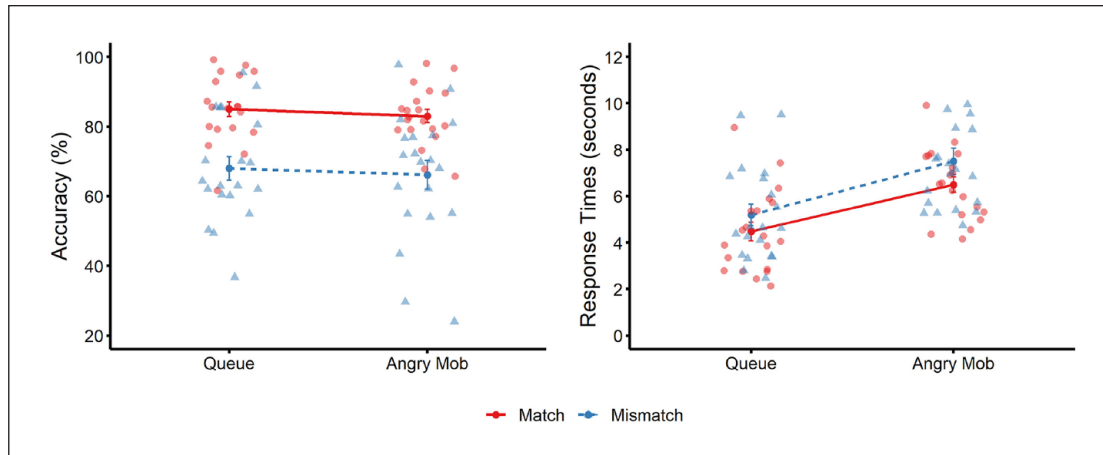 Accuracy (%)
100
80
60
40
20
Queue
Angry Mob
Response Times (seconds)
12
10
8
6
4
2
0
Queue
Angry Mob
Match
Mismatch